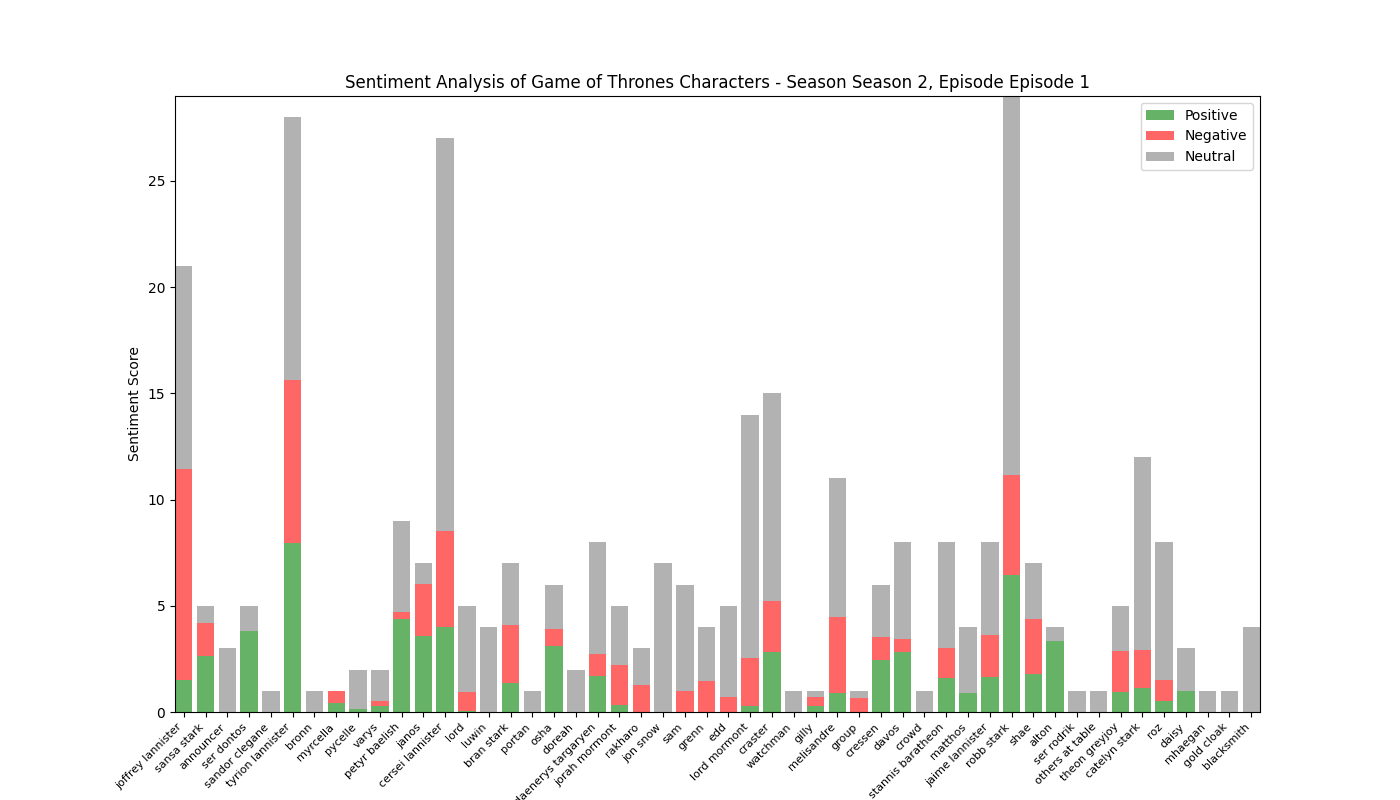 Sentiment Analysis of Game of Thrones Characters - Season Season 2, Episode Episode 1
Positive
Negative
Neutral
Sentiment Score
25
20
15
10
5
0
joffrey lannister
sansa stark
announcer
ser dontos
sandor clegane
tyrion lannister
bronn
myrcella
pycelle
varys
petyr baelish
janos
cersei lannister
lord
luwin
bran stark
portan
osha
doreah
daenerys targaryen
jorah mormont
rakharo
jon snow
sam
grenn
edd
lord mormont
craster
watchman
gilly
melisandre
group
cressen
davos
crowd
stannis baratheon
matthos
jaime lannister
robb stark
shae
alton
ser rodrik
others at table
theon greyjoy
catelyn stark
roz
daisy
mhaegan
gold cloak
blacksmith